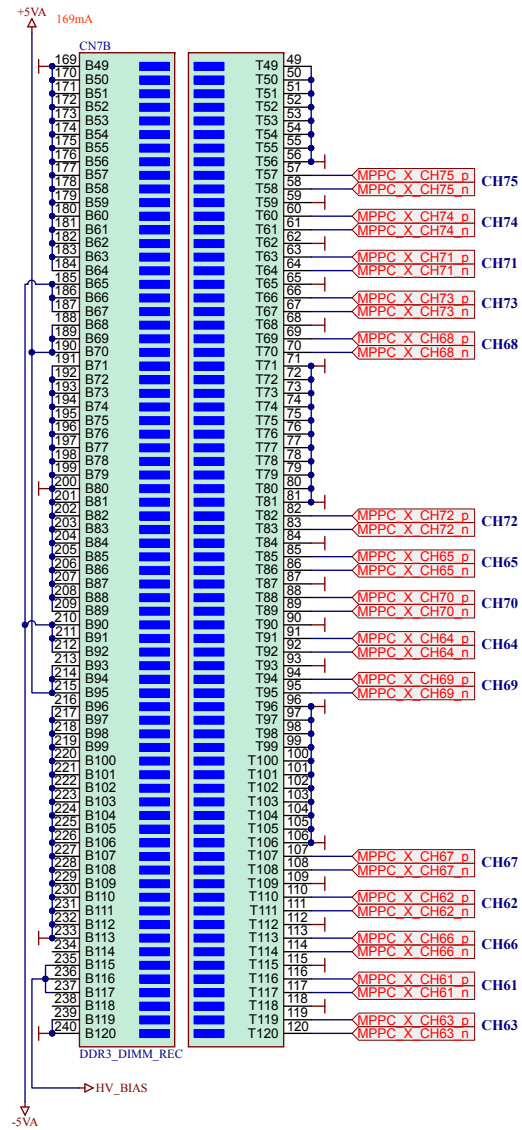 +5VA
169mA
CN7B
169 B49 T49 49
170 B50 T50 50
171 B51 T51 51
172 B52 T52 52
173 B53 T53 53
174 B54 T54 54
175 B55 T55 55
176 B56 T56 56
177 B57 T57 57 MPPC_X_CH75_p CH75
178 B58 T58 58 MPPC_X_CH75_n
179 B59 T59 59
180 B60 T60 60 MPPC_X_CH74_p CH74
181 B61 T61 61 MPPC_X_CH74_n
182 B62 T62 62
183 B63 T63 63 MPPC_X_CH71_p CH71
184 B64 T64 64 MPPC_X_CH71_n
185 B65 T65 65
186 B66 T66 66 MPPC_X_CH73_p CH73
187 B67 T67 67 MPPC_X_CH73_n
188 B68 T68 68
189 B69 T69 69 MPPC_X_CH68_p CH68
190 B70 T70 70 MPPC_X_CH68_n
191 B71 T71 71
192 B72 T72 72
193 B73 T73 73
194 B74 T74 74
195 B75 T75 75
196 B76 T76 76
197 B77 T77 77
198 B78 T78 78
199 B79 T79 79
200 B80 T80 80
201 B81 T81 81
202 B82 T82 82 MPPC_X_CH72_p CH72
203 B83 T83 83 MPPC_X_CH72_n
204 B84 T84 84
205 B85 T85 85 MPPC_X_CH65_p CH65
206 B86 T86 86 MPPC_X_CH65_n
207 B87 T87 87
208 B88 T88 88 MPPC_X_CH70_p CH70
209 B89 T89 89 MPPC_X_CH70_n
210 B90 T90 90
211 B91 T91 91 MPPC_X_CH64_p CH64
212 B92 T92 92 MPPC_X_CH64_n
213 B93 T93 93
214 B94 T94 94 MPPC_X_CH69_p CH69
215 B95 T95 95 MPPC_X_CH69_n
216 B96 T96 96
217 B97 T97 97
218 B98 T98 98
219 B99 T99 99
220 B100 T100 100
221 B101 T101 101
222 B102 T102 102
223 B103 T103 103
224 B104 T104 104
225 B105 T105 105
226 B106 T106 106
227 B107 T107 107 MPPC_X_CH67_p CH67
228 B108 T108 108 MPPC_X_CH67_n
229 B109 T109 109
230 B110 T110 110 MPPC_X_CH62_p CH62
231 B111 T111 111 MPPC_X_CH62_n
232 B112 T112 112
233 B113 T113 113 MPPC_X_CH66_p CH66
234 B114 T114 114 MPPC_X_CH66_n
235 B115 T115 115
236 B116 T116 116 MPPC_X_CH61_p CH61
237 B117 T117 117 MPPC_X_CH61_n
238 B118 T118 118
239 B119 T119 119 MPPC_X_CH63_p CH63
240 B120 T120 120 MPPC_X_CH63_n
DDR3_DIMM_REC
HV_BIAS
-5VA